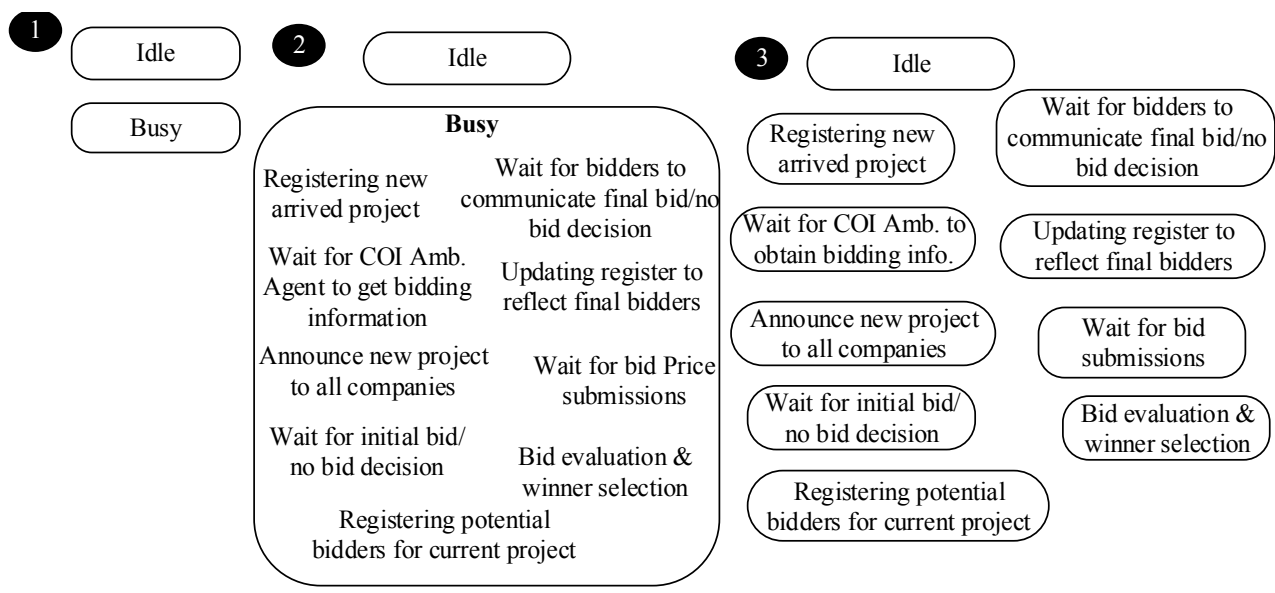 1
Idle
Busy
2
Idle
Busy
Registering new
arrived project
Wait for COI Amb.
Agent to get bidding
information
Announce new project
to all companies
Wait for initial bid/
no bid decision
Wait for bidders to
communicate final bid/no
bid decision
Updating register to
reflect final bidders
Wait for bid Price
submissions
Bid evaluation &
winner selection
Registering potential
bidders for current project
3
Idle
Registering new
arrived project
Wait for COI Amb. to
obtain bidding info.
Announce new project
to all companies
Wait for initial bid/
no bid decision
Registering potential
bidders for current project
Wait for bidders to
communicate final bid/no
bid decision
Updating register to
reflect final bidders
Wait for bid
submissions
Bid evaluation &
winner selection